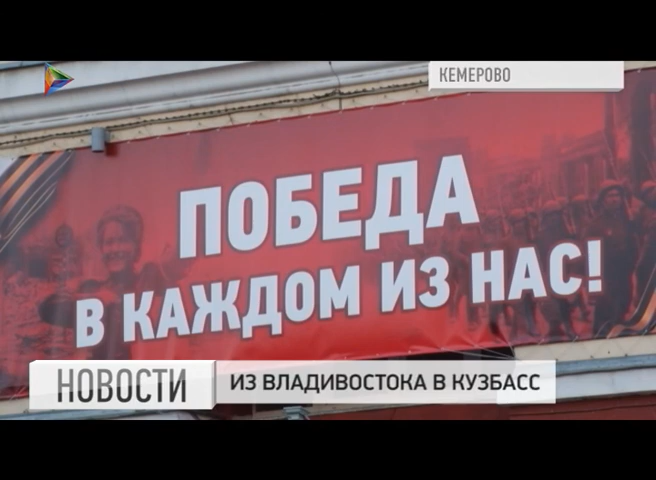 КЕМЕРОВО
ПОБЕДА
В КАЖДОМ ИЗ НАС!
НОВОСТИ
ИЗ ВЛАДИВОСТОКА В КУЗБАСС